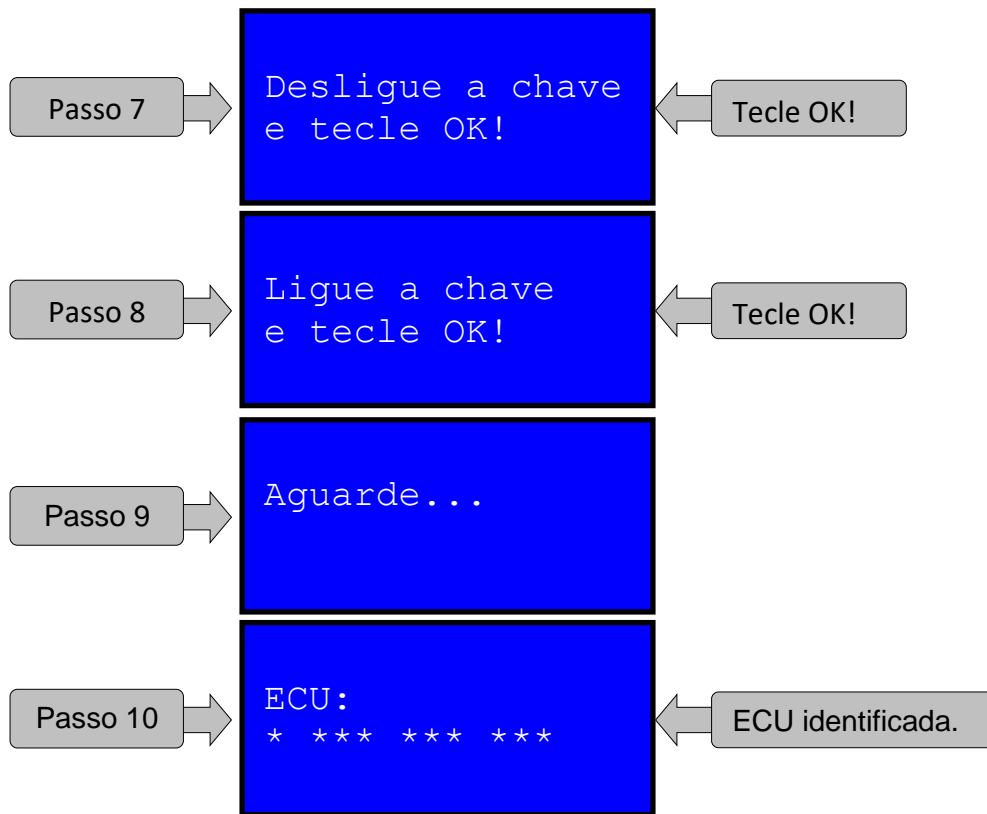 Passo 7
Desligue a chave
e tecle OK!
Tecle OK!
Passo 8
Ligue a chave
e tecle OK!
Tecle OK!
Passo 9
Aguarde...
Passo 10
ECU:
* *** *** ***
ECU identificada.